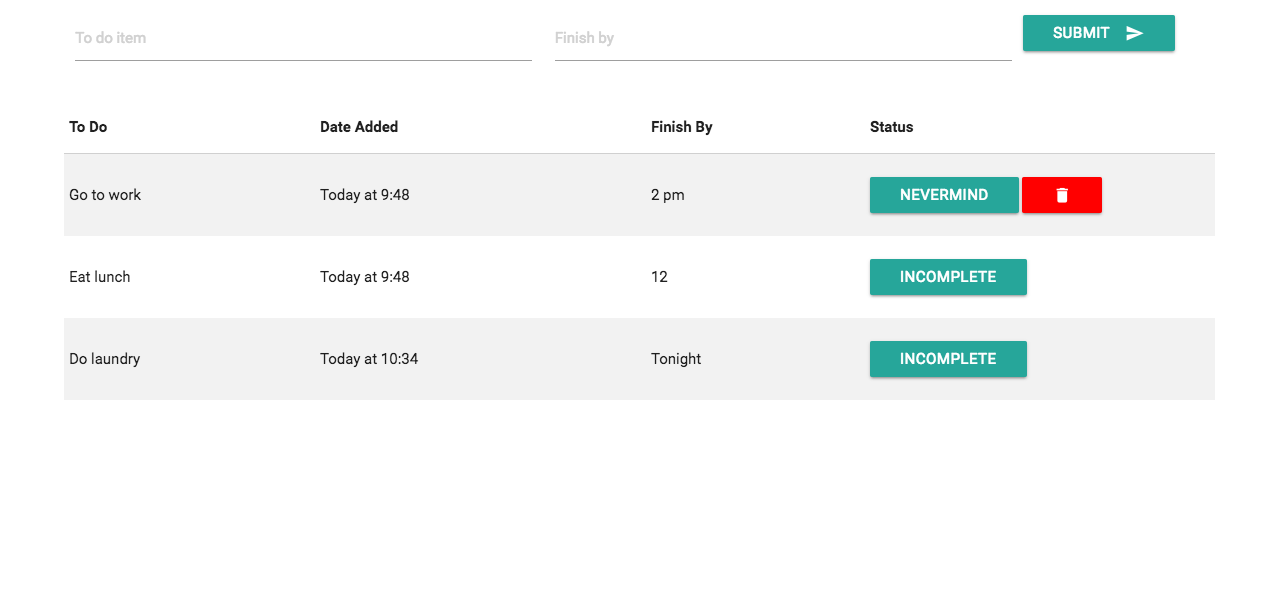 To do item Finish by SUBMIT
To Do Date Added Finish By Status
Go to work Today at 9:48 2 pm NEVERMIND
Eat lunch Today at 9:48 12 INCOMPLETE
Do laundry Today at 10:34 Tonight INCOMPLETE